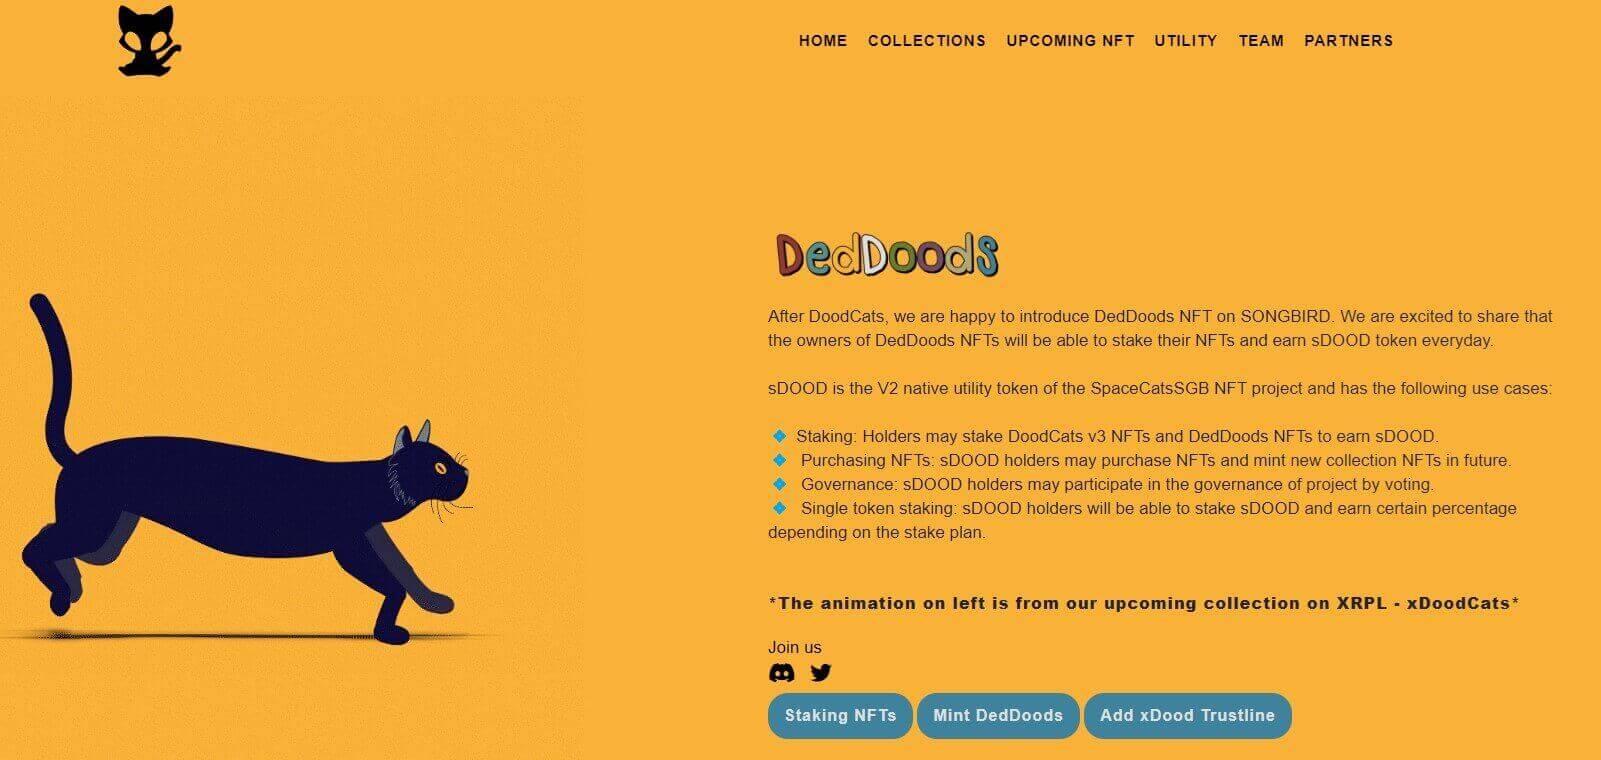 HOME COLLECTIONS UPCOMING NFT UTILITY TEAM PARTNERS
DedDoods
After DoodCats, we are happy to introduce DedDoods NFT on SONGBIRD. We are excited to share that
the owners of DedDoods NFTs will be able to stake their NFTs and earn sDOOD token everyday.
sDOOD is the V2 native utility token of the SpaceCatsSGB NFT project and has the following use cases:
Staking: Holders may stake DoodCats v3 NFTs and DedDoods NFTs to earn sDOOD.
Purchasing NFTs: sDOOD holders may purchase NFTs and mint new collection NFTs in future.
Governance: sDOOD holders may participate in the governance of project by voting.
Single token staking: sDOOD holders will be able to stake sDOOD and earn certain percentage
depending on the stake plan.
*The animation on left is from our upcoming collection on XRPL - xDoodCats*
Join us
Staking NFTs Mint DedDoods Add xDood Trustline